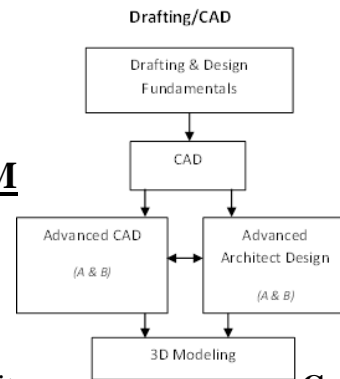 Drafting/CAD
Drafting & Design
Fundamentals
CAD
M
Advanced CAD
(A & B)
Advanced
Architect Design
(A & B)
3D Modeling